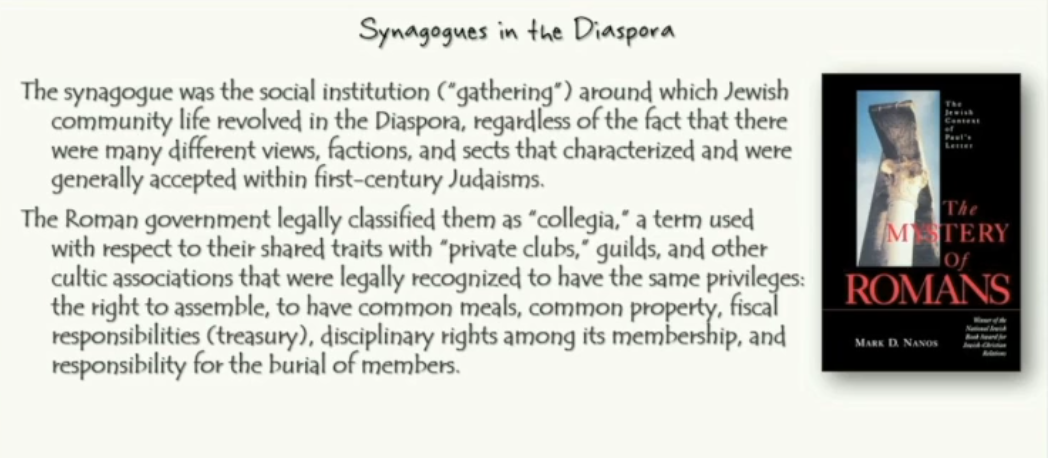 Synagogues in the Diaspora
The synagogue was the social institution ("gathering") around which Jewish
community life revolved in the Diaspora, regardless of the fact that there
were many different views, factions, and sects that characterized and were
generally accepted within first-century Judaisms.
The Roman government legally classified them as "collegia," a term used
with respect to their shared traits with "private clubs," guilds, and other
cultic associations that were legally recognized to have the same privileges:
the right to assemble, to have common meals, common property, fiscal
responsibilities (treasury), disciplinary rights among its membership, and
responsibility for the burial of members.
The
Jewish
Context
of
Paul's
Letter
The
MYSTERY
Of
ROMANS
MARK D. NANOS
Winner of the
National Jewish
Book Award for
Jewish-Christian
Relations